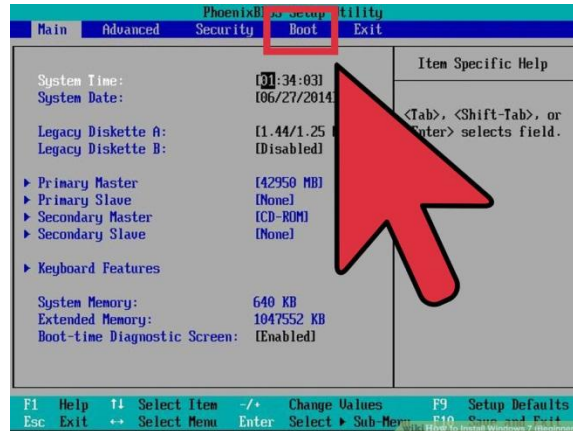 PhoenixBIOS Setup Utility
Main Advanced Security Boot Exit
Item Specific Help
System Time: [01:34:03]
System Date: [06/27/2014]
<Tab>, <Shift-Tab>, or
<Enter> selects field.
Legacy Diskette A: [1.44/1.25
Legacy Diskette B: [Disabled]
▶ Primary Master [42950 MB]
▶ Primary Slave [None]
▶ Secondary Master [CD-ROM]
▶ Secondary Slave [None]
▶ Keyboard Features
System Memory: 640 KB
Extended Memory: 1047552 KB
Boot-time Diagnostic Screen: [Enabled]
F1 Help ↑↓ Select Item -/+ Change Values F9 Setup Defaults
Esc Exit ↔ Select Menu Enter Select ▶ Sub-Menu F10 Save and Exit
wikiHow to Install Windows 7 (Beginners)